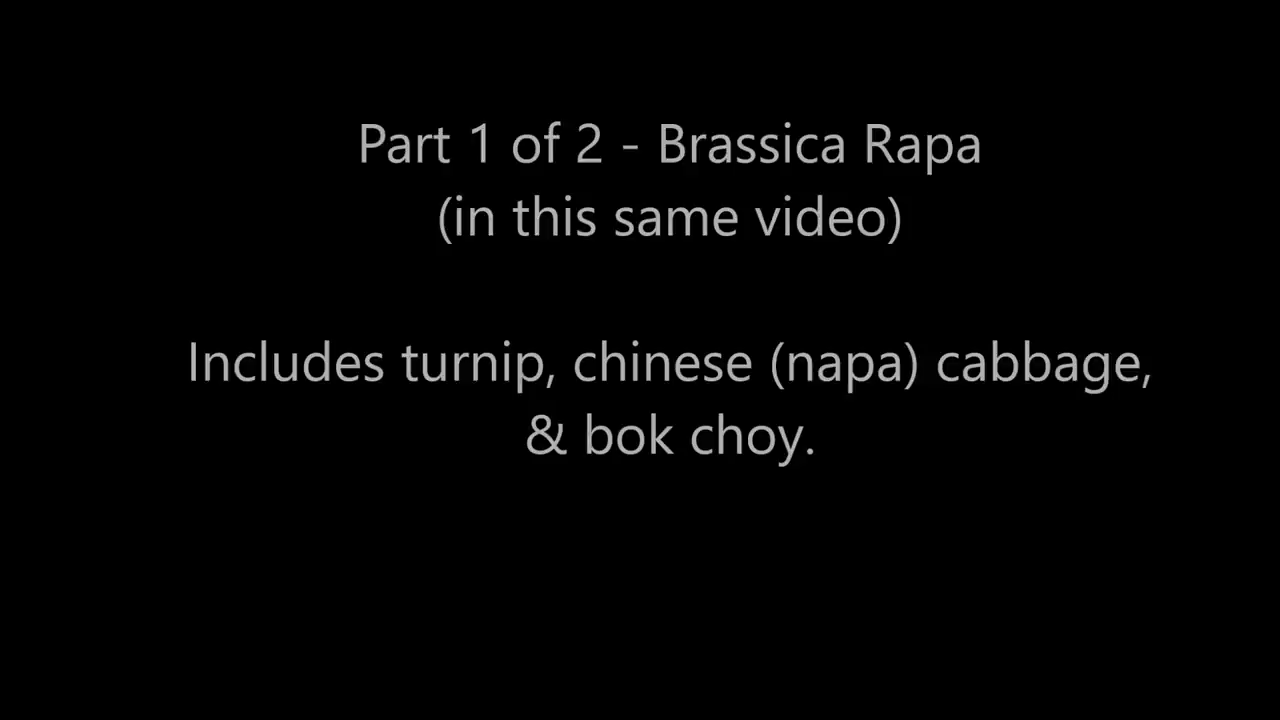 Part 1 of 2 - Brassica Rapa
(in this same video)
Includes turnip, chinese (napa) cabbage,
& bok choy.